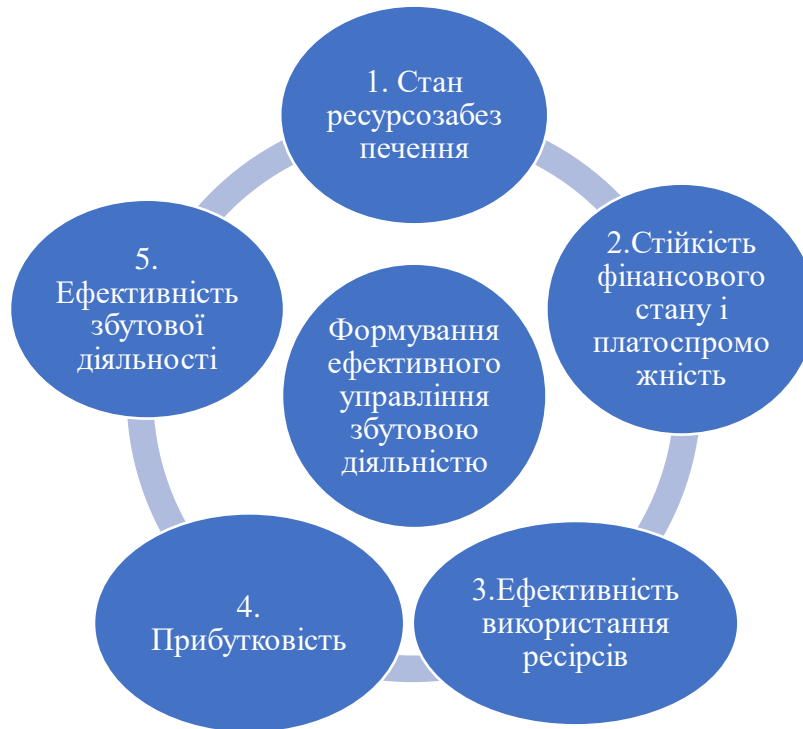 1. Стан
ресурсозабез
печення
2.Стійкість
фінансового
стану і
платоспромо
жність
3.Ефективність
використання
ресірсів
4.
Прибутковість
5.
Ефективність
збутової
діяльності
Формування
ефективного
управління
збутовою
діяльністю